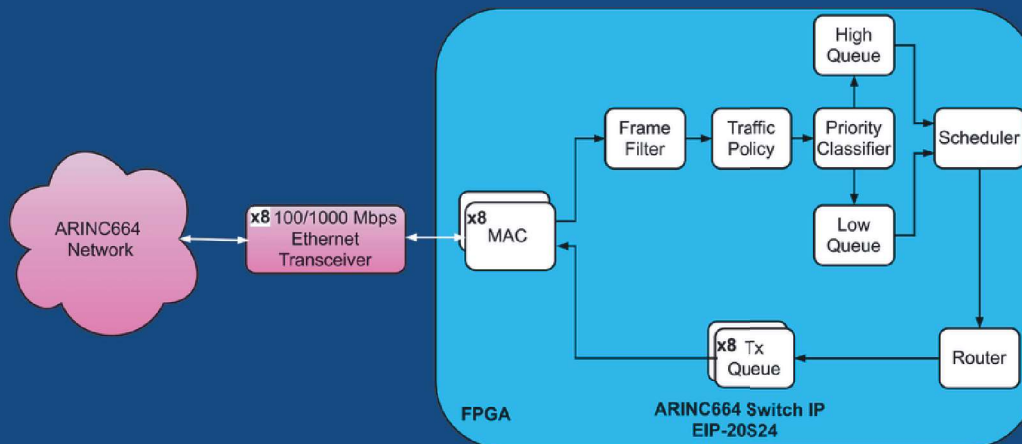 ARINC664
Network
x8 100/1000 Mbps
Ethernet
Transceiver
x8
MAC
Frame
Filter
Traffic
Policy
Priority
Classifier
High
Queue
Low
Queue
Scheduler
Router
x8 Tx
Queue
FPGA
ARINC664 Switch IP
EIP-20S24